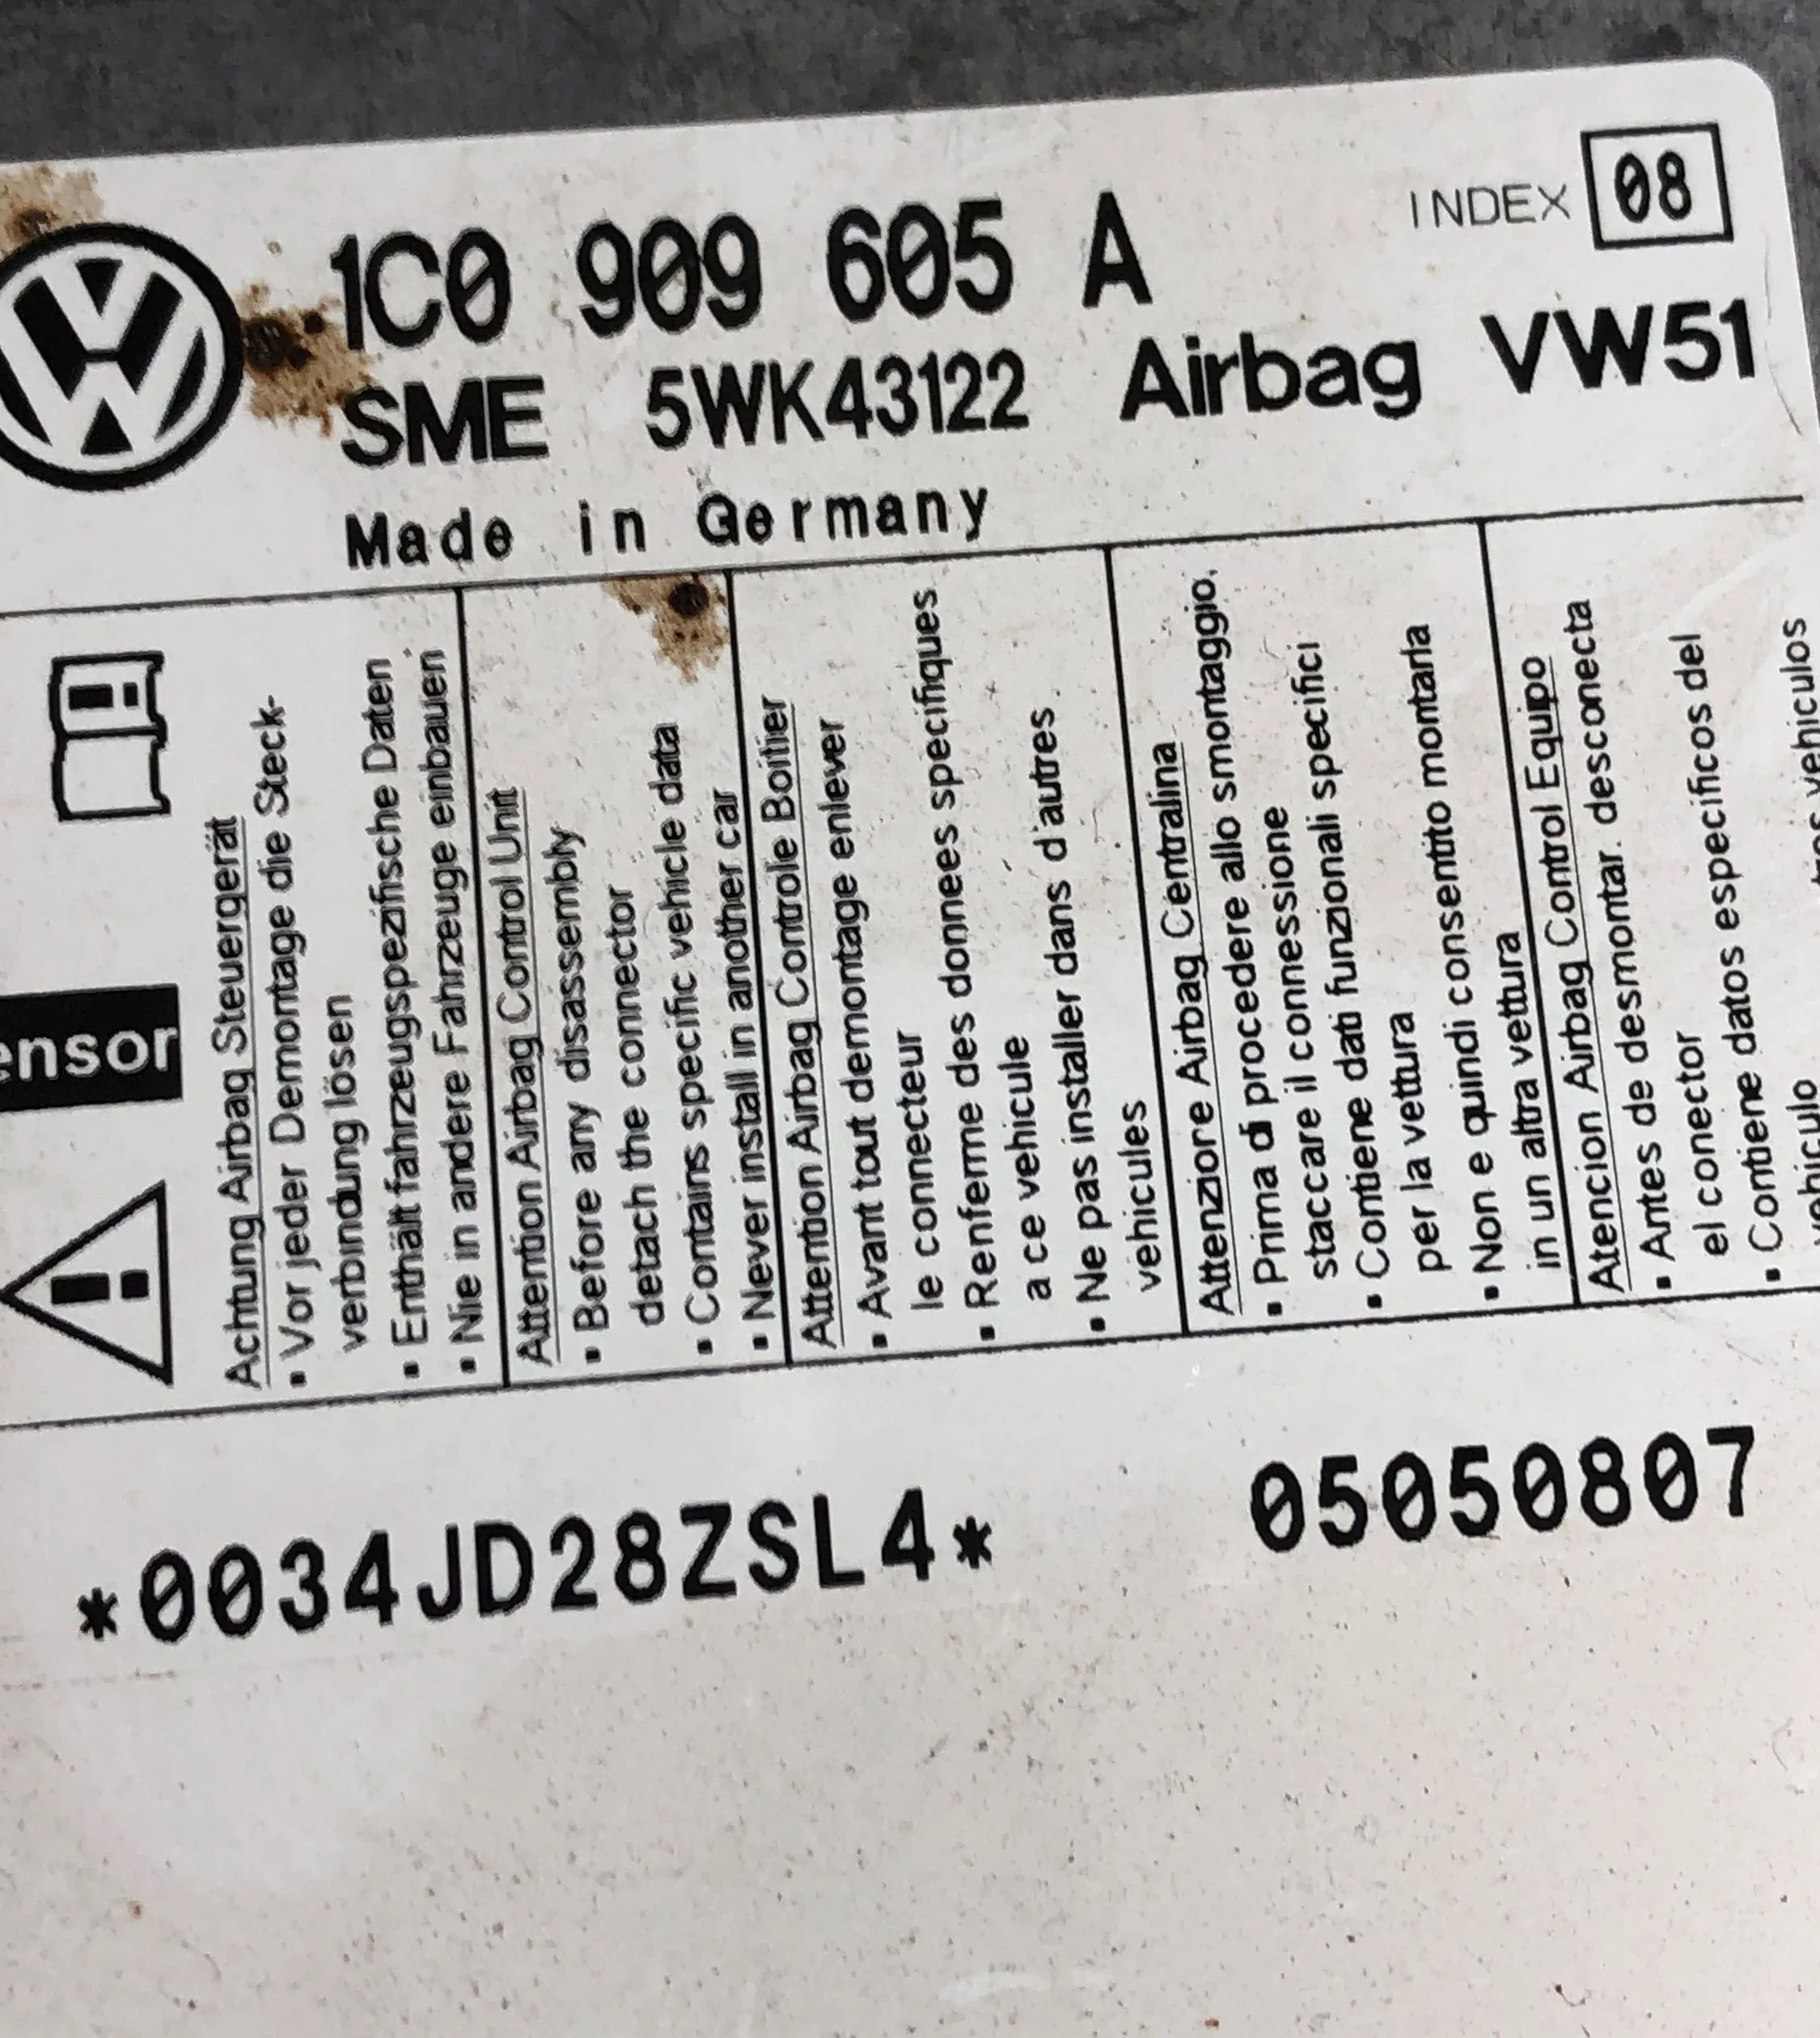 1C0 909 605 A
INDEX 08
SME 5WK43122 Airbag VW51
Made in Germany
Achtung Airbag Steuergerät
• Vor jeder Demontage die Steck-
verbindung lösen
• Enthält fahrzeugspezifische Daten
• Nie in andere Fahrzeuge einbauen
Attention Airbag Control Unit
• Before any disassembly
detach the connector
• Contains specific vehicle data
• Never install in another car
Attention Airbag Controle Boitier
• Avant tout demontage enlever
le connecteur
• Renferme des donnees specifiques
a ce vehicule
• Ne pas installer dans d'autres
vehicules
Attenzione Airbag Centralina
• Prima di procedere allo smontaggio,
staccare il connessione
• Contiene dati funzionali specifici
per la vettura
• Non e quindi consentito montarla
in un altra vettura
Atencion Airbag Control Equipo
• Antes de desmontar. desconecta
el conector
• Contiene datos especificos del
vehiculo
vehiculos
*0034JD28ZSL4* 05050807